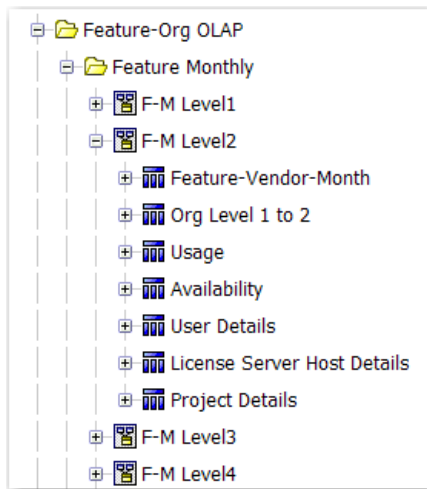 Feature-Org OLAP
Feature Monthly
F-M Level1
F-M Level2
Feature-Vendor-Month
Org Level 1 to 2
Usage
Availability
User Details
License Server Host Details
Project Details
F-M Level3
F-M Level4